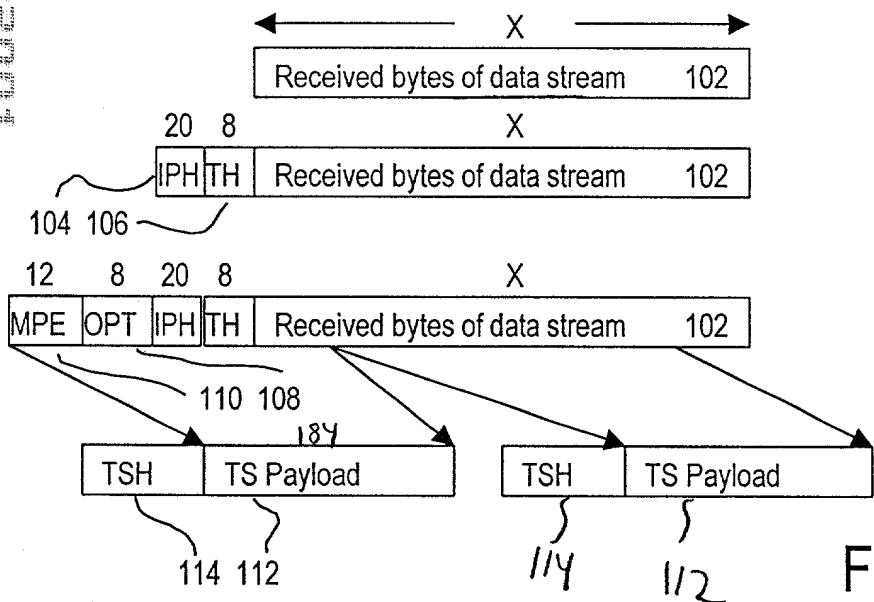 X
Received bytes of data stream 102
20 8 X
IPH TH Received bytes of data stream 102
104 106
12 8 20 8 X
MPE OPT IPH TH Received bytes of data stream 102
110 108
184
TSH TS Payload TSH TS Payload
114 112 114 112
F